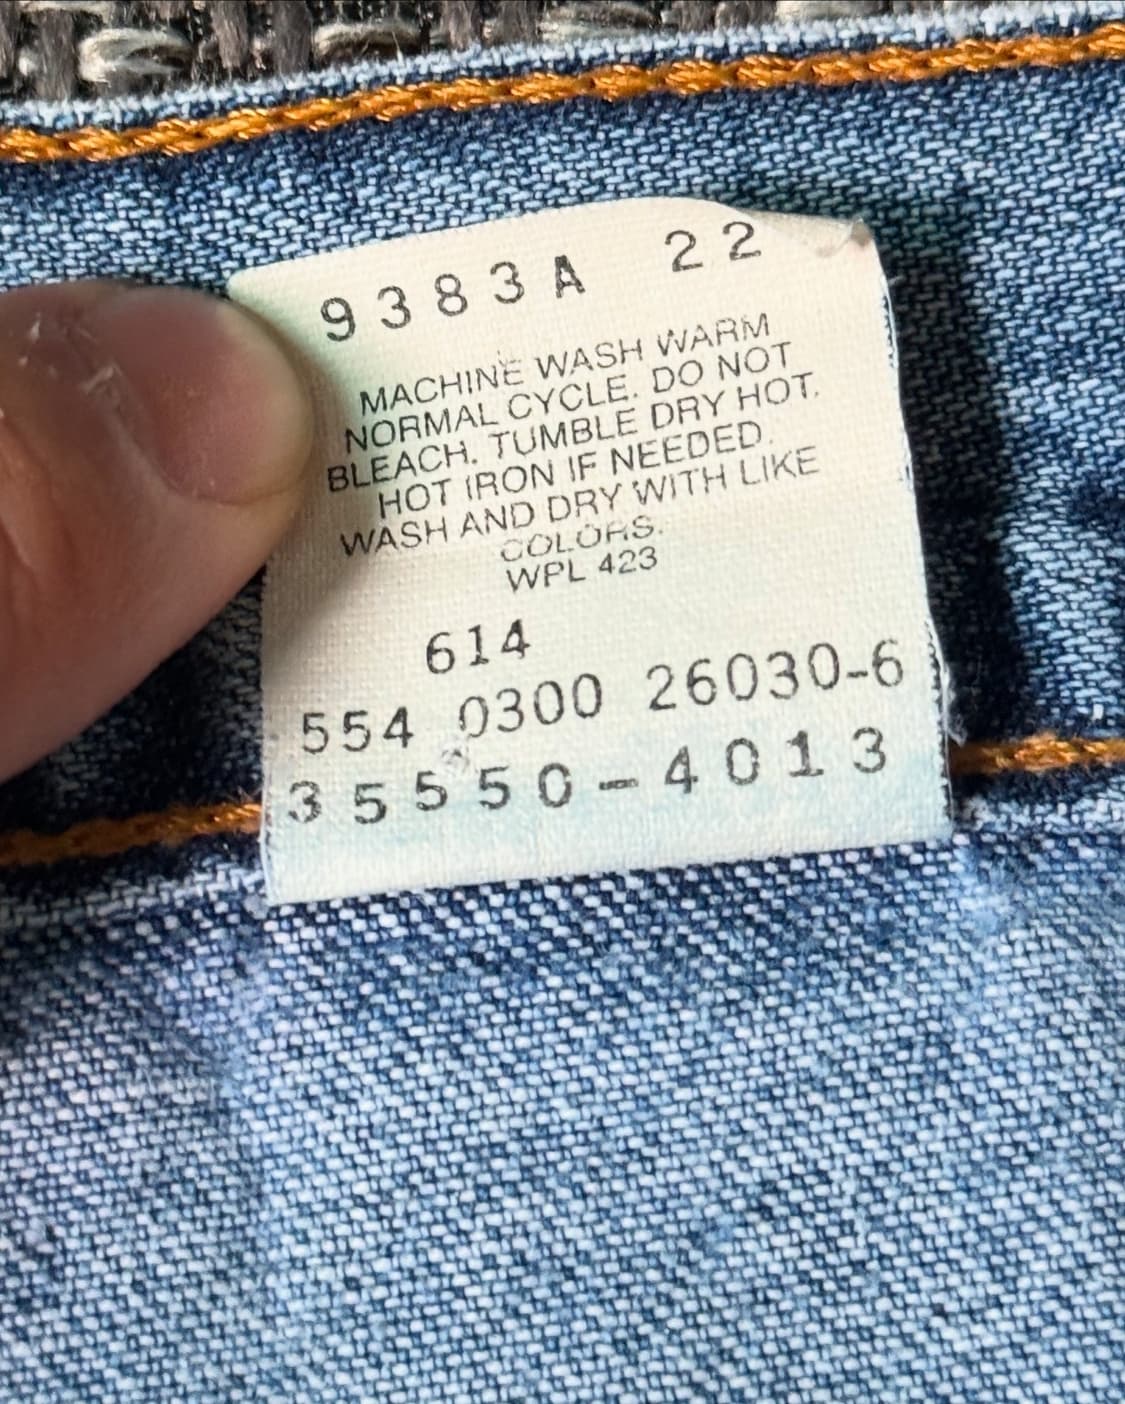 9383A 22
MACHINE WASH WARM
NORMAL CYCLE. DO NOT
BLEACH. TUMBLE DRY HOT.
HOT IRON IF NEEDED.
WASH AND DRY WITH LIKE
COLORS.
WPL 423
614
554 0300 26030-6
35550-4013